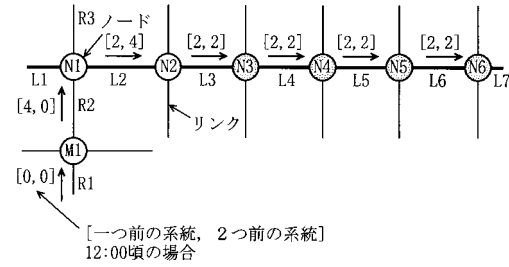 R3 ノード
[2,4] [2,2] [2,2] [2,2] [2,2]
N1 N2 N3 N4 N5 N6
L1 L2 L3 L4 L5 L6 L7
[4,0] R2
リンク
M1
[0,0] R1
[一つ前の系統, 2つ前の系統]
12:00頃の場合